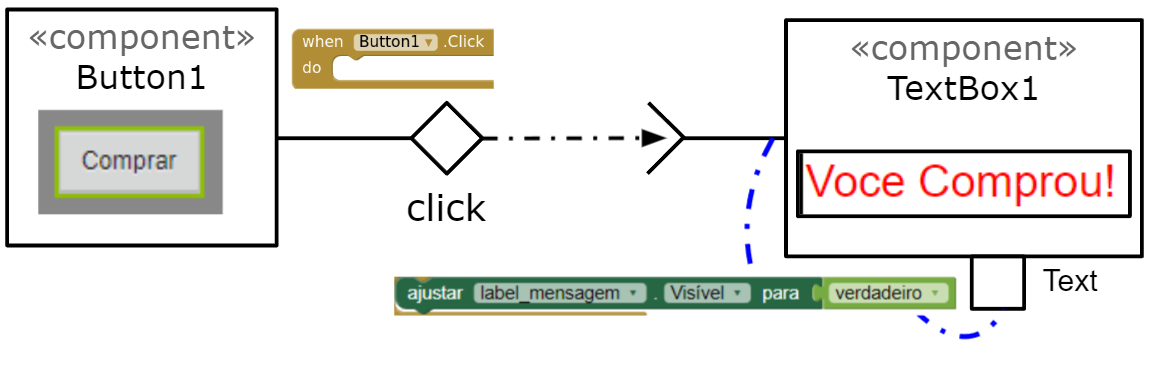 «component»
Button1
Comprar
when Button1 .Click
do
click
«component»
TextBox1
Voce Comprou!
Text
ajustar label_mensagem . Visível para verdadeiro